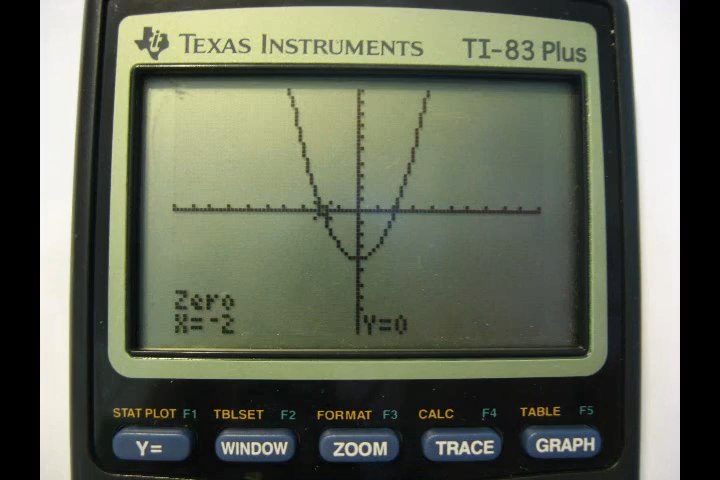 TEXAS INSTRUMENTS TI-83 Plus
Zero
X=-2 Y=0
STAT PLOT F1 TBLSET F2 FORMAT F3 CALC F4 TABLE F5
Y= WINDOW ZOOM TRACE GRAPH